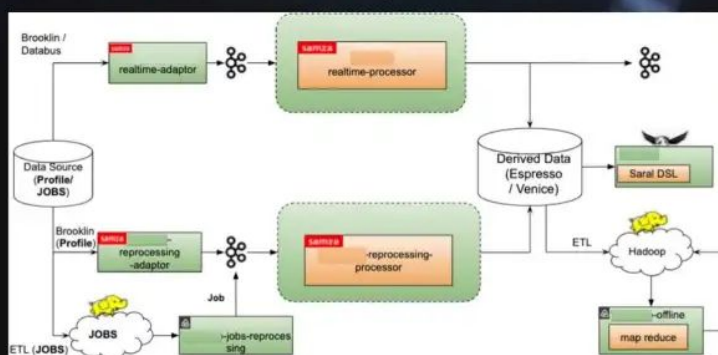 Brooklin /
Databus
samza
realtime-adaptor
samza
realtime-processor
Data Source
(Profile/
JOBS)
Derived Data
(Espresso
/ Venice)
Saral DSL
Brooklin
(Profile)
samza
-
reprocessing
-adaptor
samza
-reprocessing-
processor
ETL
Hadoop
Job
JOBS
-jobs-reproces
sing
ETL (JOBS)
-offline
map reduce